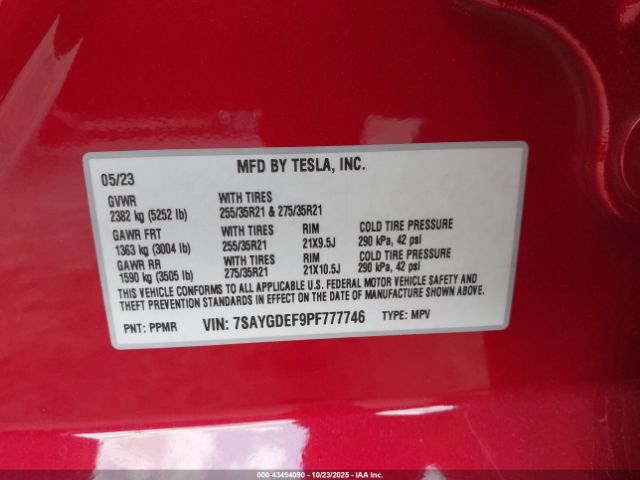 MFD BY TESLA, INC.
05/23
GVWR WITH TIRES
2382 kg (5252 lb) 255/35R21 & 275/35R21
GAWR FRT WITH TIRES RIM COLD TIRE PRESSURE
1363 kg (3004 lb) 255/35R21 21X9.5J 290 kPa, 42 psi
GAWR RR WITH TIRES RIM COLD TIRE PRESSURE
1590 kg (3505 lb) 275/35R21 21X10.5J 290 kPa, 42 psi
THIS VEHICLE CONFORMS TO ALL APPLICABLE U.S. FEDERAL MOTOR VEHICLE SAFETY AND
THEFT PREVENTION STANDARDS IN EFFECT ON THE DATE OF MANUFACTURE SHOWN ABOVE.
PNT: PPMR VIN: 7SAYGDEF9PF777746 TYPE: MPV
000-43494090 - 10/23/2025 - IAA Inc.